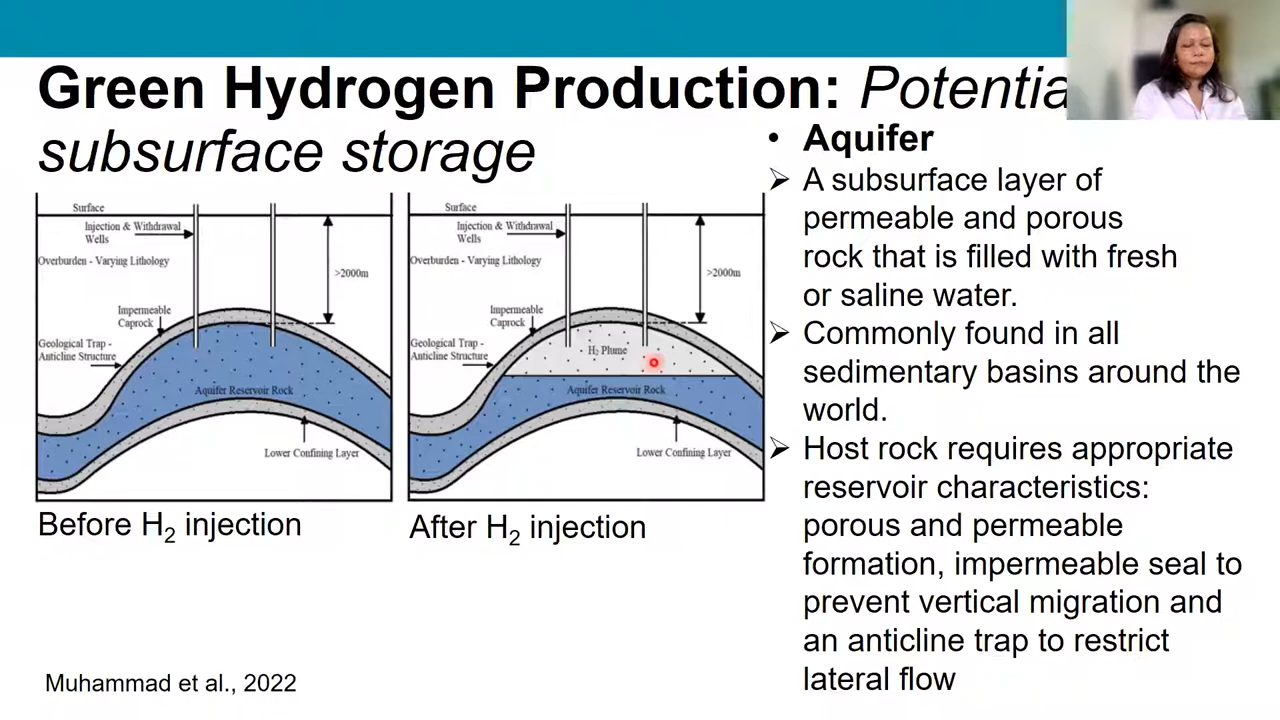 Green Hydrogen Production: Potentia
subsurface storage
Surface
Injection & Withdrawal
Wells
Overburden - Varying Lithology
>2000m
Impermeable
Caprock
Geological Trap -
Anticline Structure
Aquifer Reservoir Rock
Lower Confining Layer
Before H₂ injection
Surface
Injection & Withdrawal
Wells
Overburden - Varying Lithology
>2000m
Impermeable
Caprock
Geological Trap -
Anticline Structure
H₂ Plume
Aquifer Reservoir Rock
Lower Confining Layer
After H₂ injection
• Aquifer
➢ A subsurface layer of
permeable and porous
rock that is filled with fresh
or saline water.
➢ Commonly found in all
sedimentary basins around the
world.
➢ Host rock requires appropriate
reservoir characteristics:
porous and permeable
formation, impermeable seal to
prevent vertical migration and
an anticline trap to restrict
lateral flow
Muhammad et al., 2022